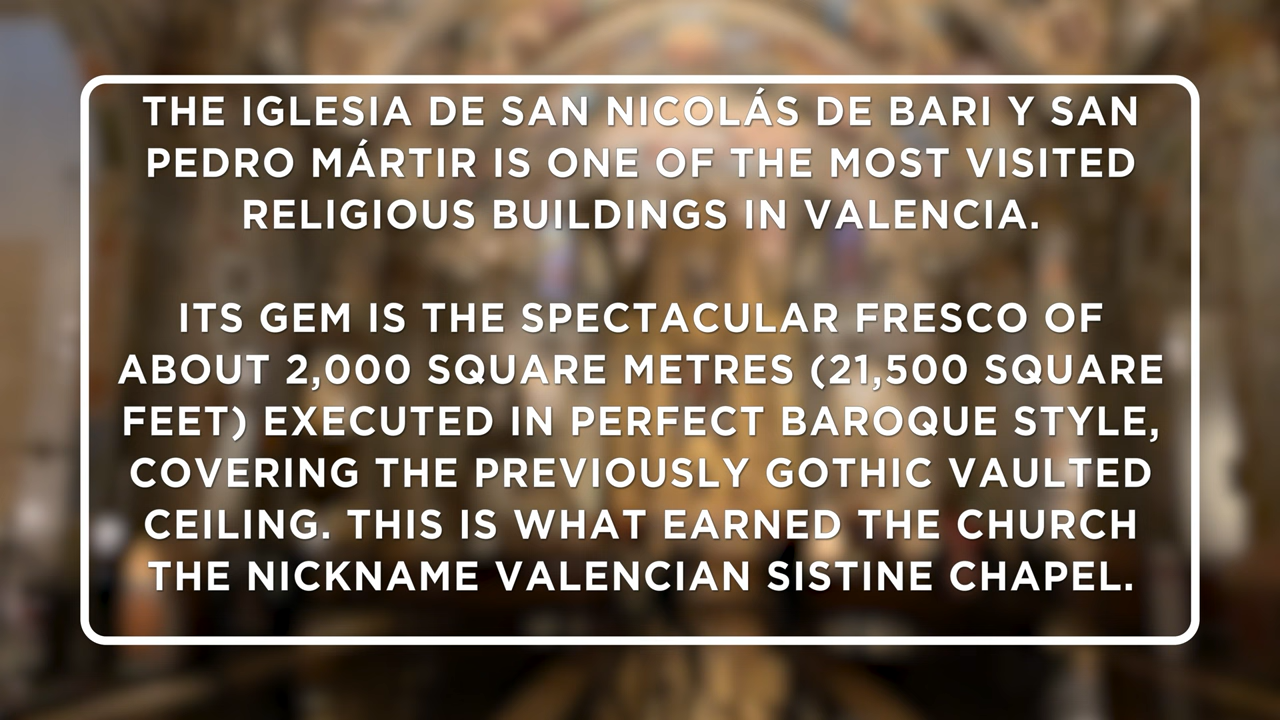 THE IGLESIA DE SAN NICOLÁS DE BARI Y SAN
PEDRO MÁRTIR IS ONE OF THE MOST VISITED
RELIGIOUS BUILDINGS IN VALENCIA.
ITS GEM IS THE SPECTACULAR FRESCO OF
ABOUT 2,000 SQUARE METRES (21,500 SQUARE
FEET) EXECUTED IN PERFECT BAROQUE STYLE,
COVERING THE PREVIOUSLY GOTHIC VAULTED
CEILING. THIS IS WHAT EARNED THE CHURCH
THE NICKNAME VALENCIAN SISTINE CHAPEL.